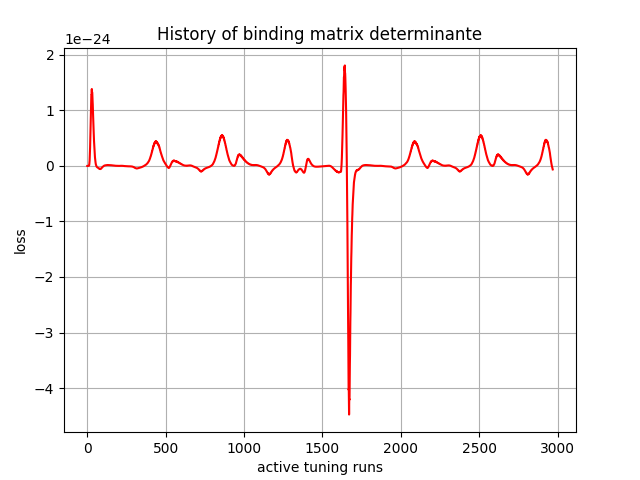 History of binding matrix determinante
1e−24
2
1
0
−1
−2
−3
−4
loss
0 500 1000 1500 2000 2500 3000
active tuning runs